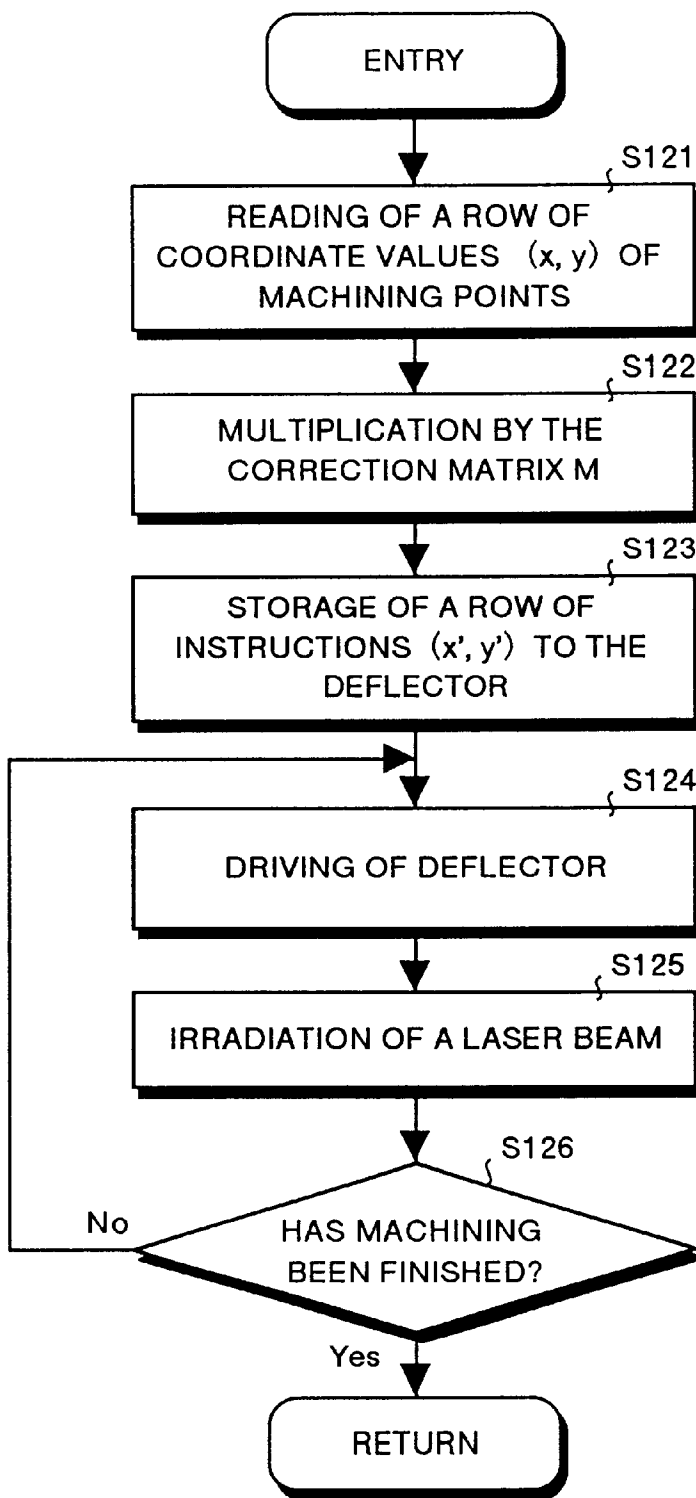 ENTRY
S121
READING OF A ROW OF
COORDINATE VALUES (x, y) OF
MACHINING POINTS
S122
MULTIPLICATION BY THE
CORRECTION MATRIX M
S123
STORAGE OF A ROW OF
INSTRUCTIONS (x', y') TO THE
DEFLECTOR
S124
DRIVING OF DEFLECTOR
S125
IRRADIATION OF A LASER BEAM
S126
No
HAS MACHINING
BEEN FINISHED?
Yes
RETURN